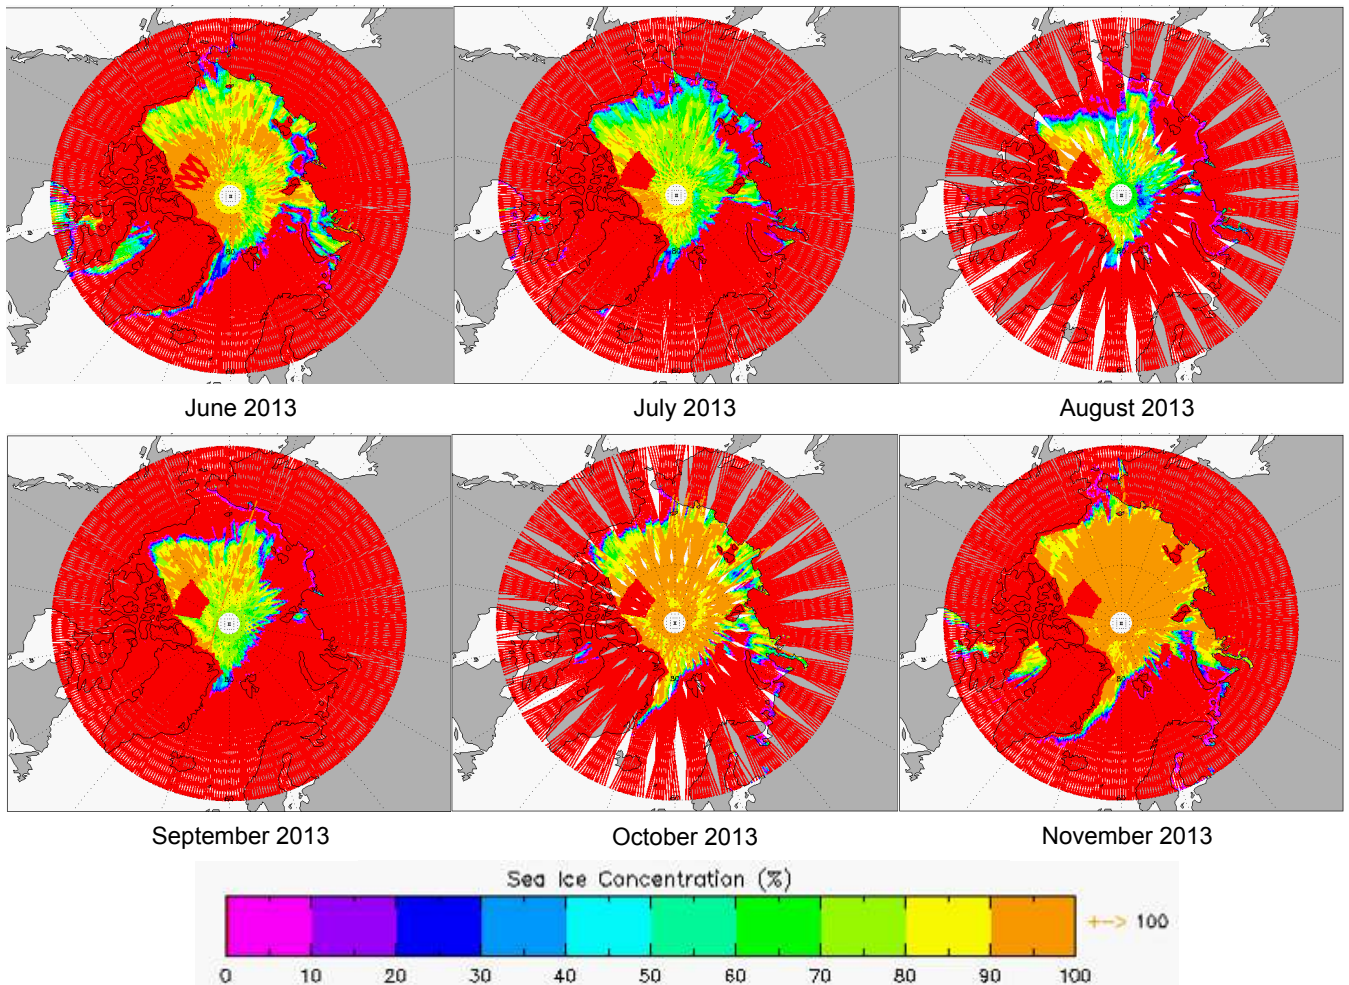 June 2013
July 2013
August 2013
September 2013
October 2013
November 2013
Sea Ice Concentration (%)
+--> 100
0 10 20 30 40 50 60 70 80 90 100